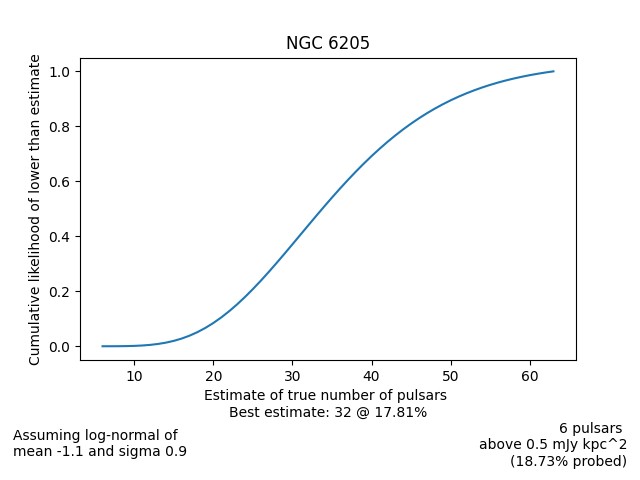 NGC 6205
Cumulative likelihood of lower than estimate
1.0
0.8
0.6
0.4
0.2
0.0
10 20 30 40 50 60
Estimate of true number of pulsars
Best estimate: 32 @ 17.81%
Assuming log-normal of
mean -1.1 and sigma 0.9
6 pulsars
above 0.5 mJy kpc^2
(18.73% probed)